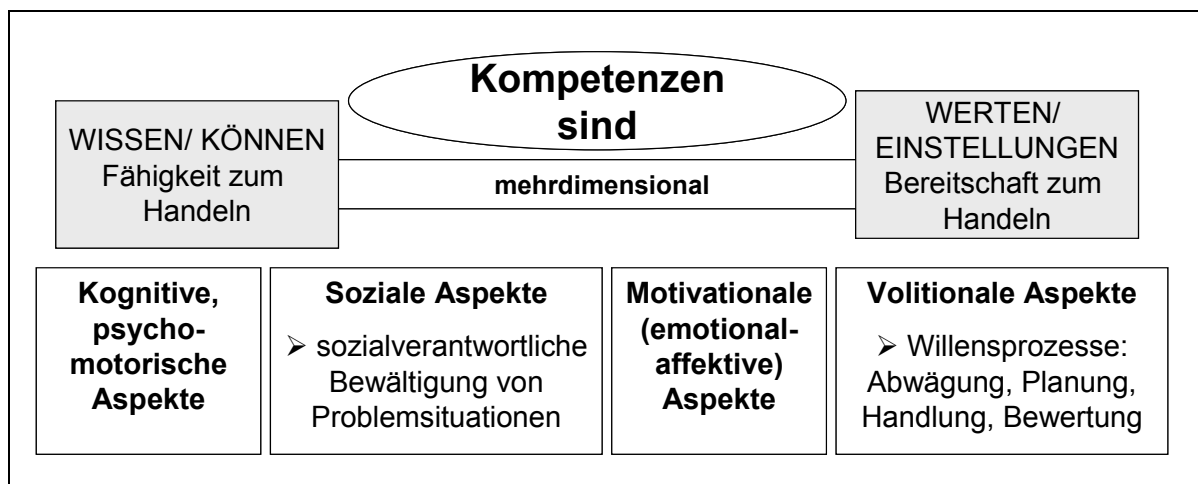 Kompetenzen
sind
WISSEN/ KÖNNEN
Fähigkeit zum
Handeln
mehrdimensional
WERTEN/
EINSTELLUNGEN
Bereitschaft zum
Handeln
Kognitive,
psycho-
motorische
Aspekte
Soziale Aspekte
➢ sozialverantwortliche
Bewältigung von
Problemsituationen
Motivationale
(emotional-
affektive)
Aspekte
Volitionale Aspekte
➢ Willensprozesse:
Abwägung, Planung,
Handlung, Bewertung